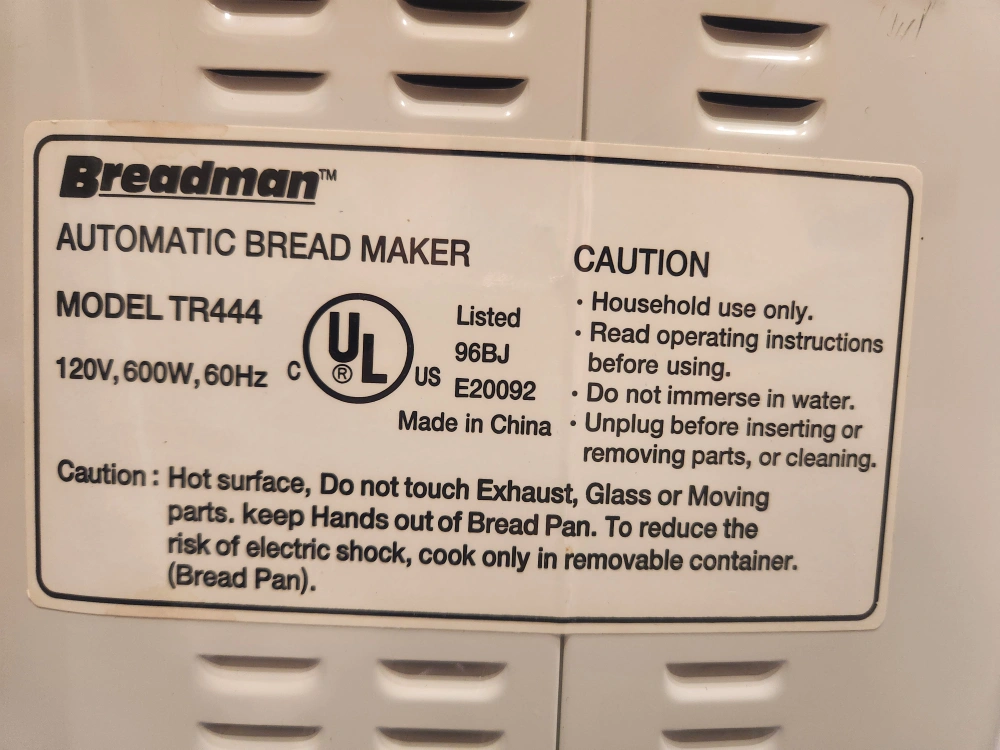 Breadman™
AUTOMATIC BREAD MAKER
MODEL TR444
120V, 600W, 60Hz
C UL ® US
Listed
96BJ
E20092
Made in China
CAUTION
· Household use only.
· Read operating instructions
before using.
· Do not immerse in water.
· Unplug before inserting or
removing parts, or cleaning.
Caution : Hot surface, Do not touch Exhaust, Glass or Moving
parts. keep Hands out of Bread Pan. To reduce the
risk of electric shock, cook only in removable container.
(Bread Pan).